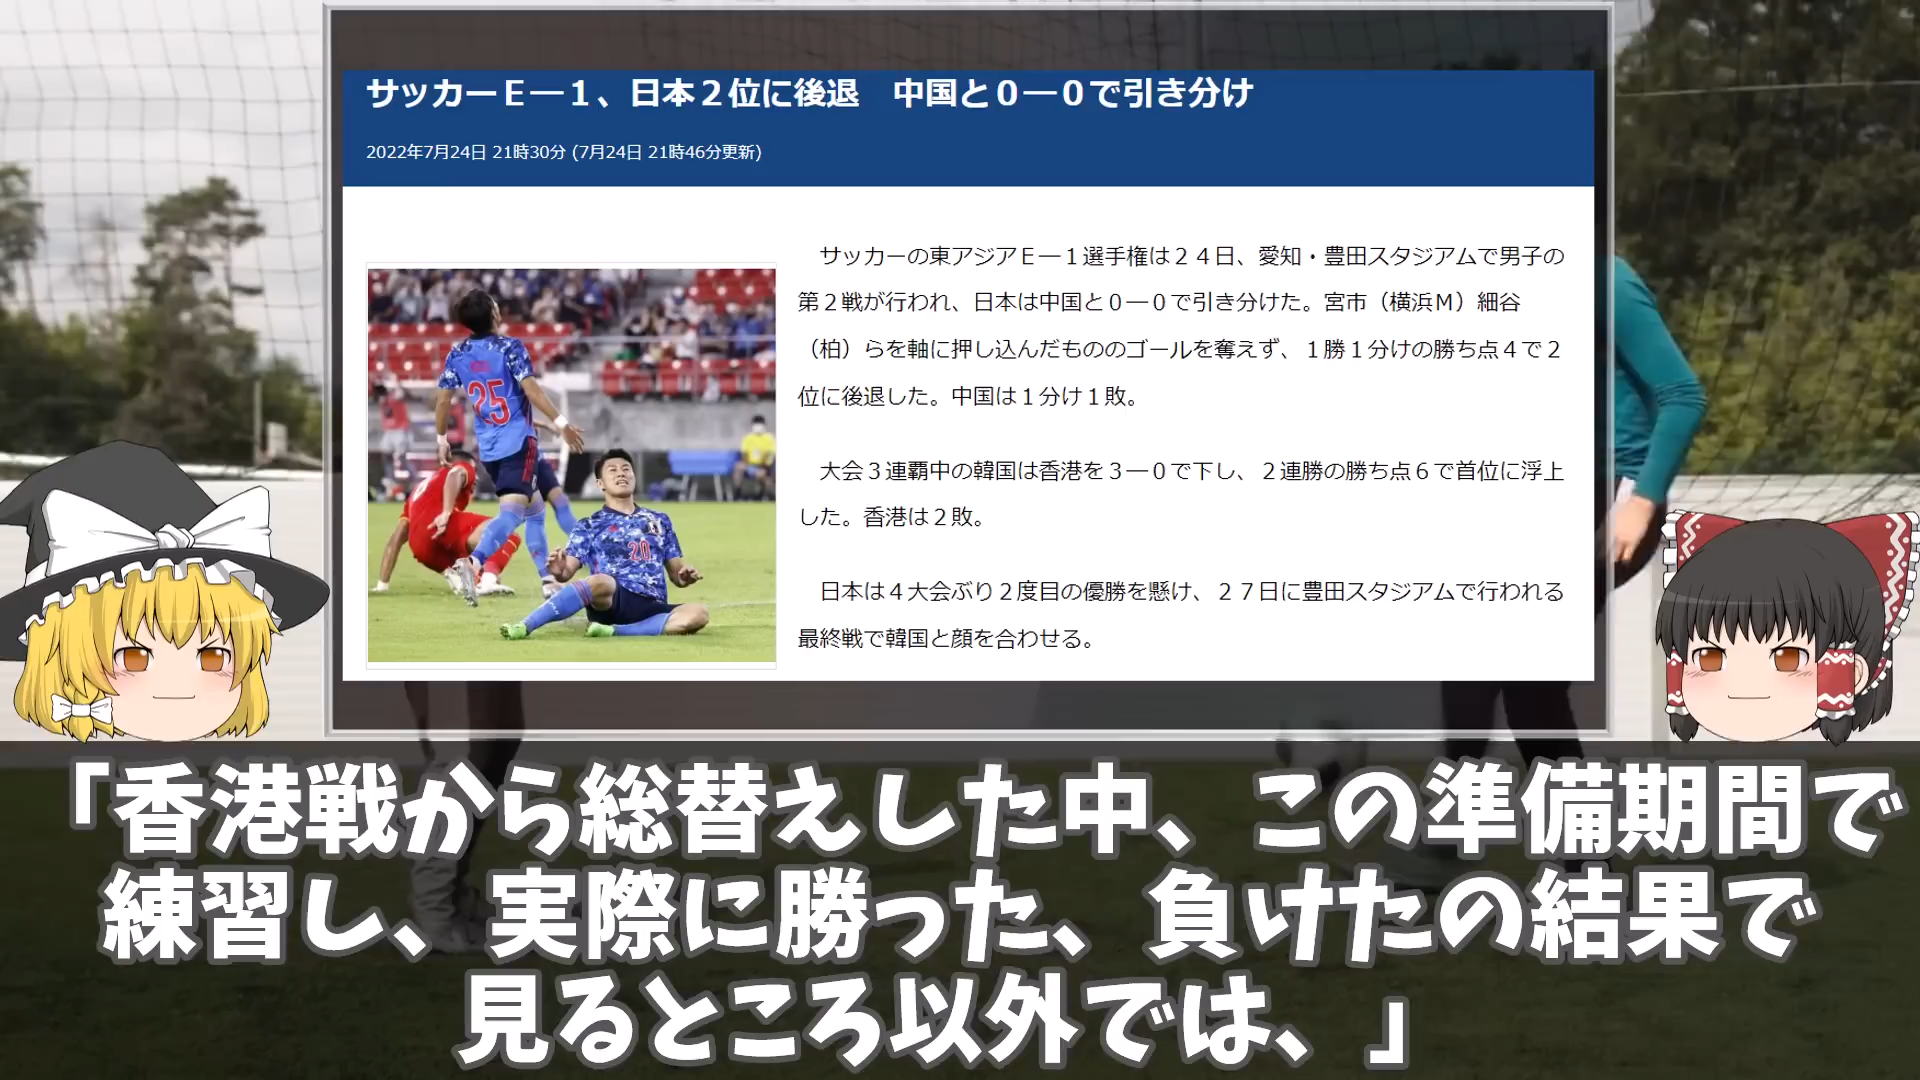 サッカーＥ―１、日本２位に後退　中国と０―０で引き分け
2022年7月24日 21時30分 (7月24日 21時46分更新)
サッカーの東アジアＥ―１選手権は２４日、愛知・豊田スタジアムで男子の
第２戦が行われ、日本は中国と０―０で引き分けた。宮市（横浜Ｍ）細谷
（柏）らを軸に押し込んだもののゴールを奪えず、１勝１分けの勝ち点４で２
位に後退した。中国は１分け１敗。
大会３連覇中の韓国は香港を３―０で下し、２連勝の勝ち点６で首位に浮上
した。香港は２敗。
日本は４大会ぶり２度目の優勝を懸け、２７日に豊田スタジアムで行われる
最終戦で韓国と顔を合わせる。
25
20
「香港戦から総替えした中、この準備期間で
練習し、実際に勝った、負けたの結果で
見るところ以外では、」